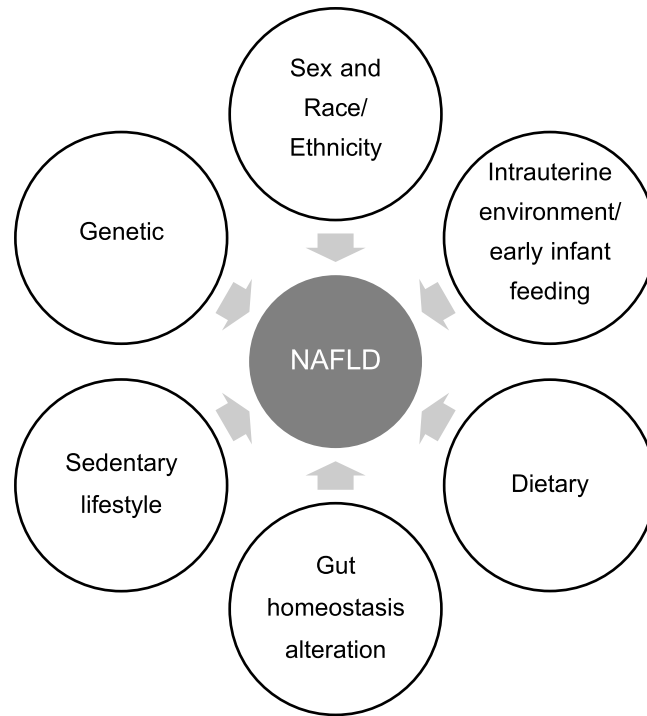 Sex and
Race/
Ethnicity
Intrauterine
environment/
early infant
feeding
Genetic
NAFLD
Sedentary
lifestyle
Dietary
Gut
homeostasis
alteration